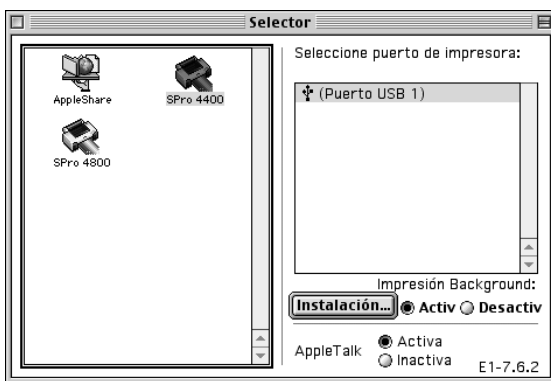 Selector
AppleShare
SPro 4400
SPro 4800
Seleccione puerto de impresora:
(Puerto USB 1)
Impresión Background:
Instalación... Activ Desactiv
AppleTalk
Activa
Inactiva
E1-7.6.2